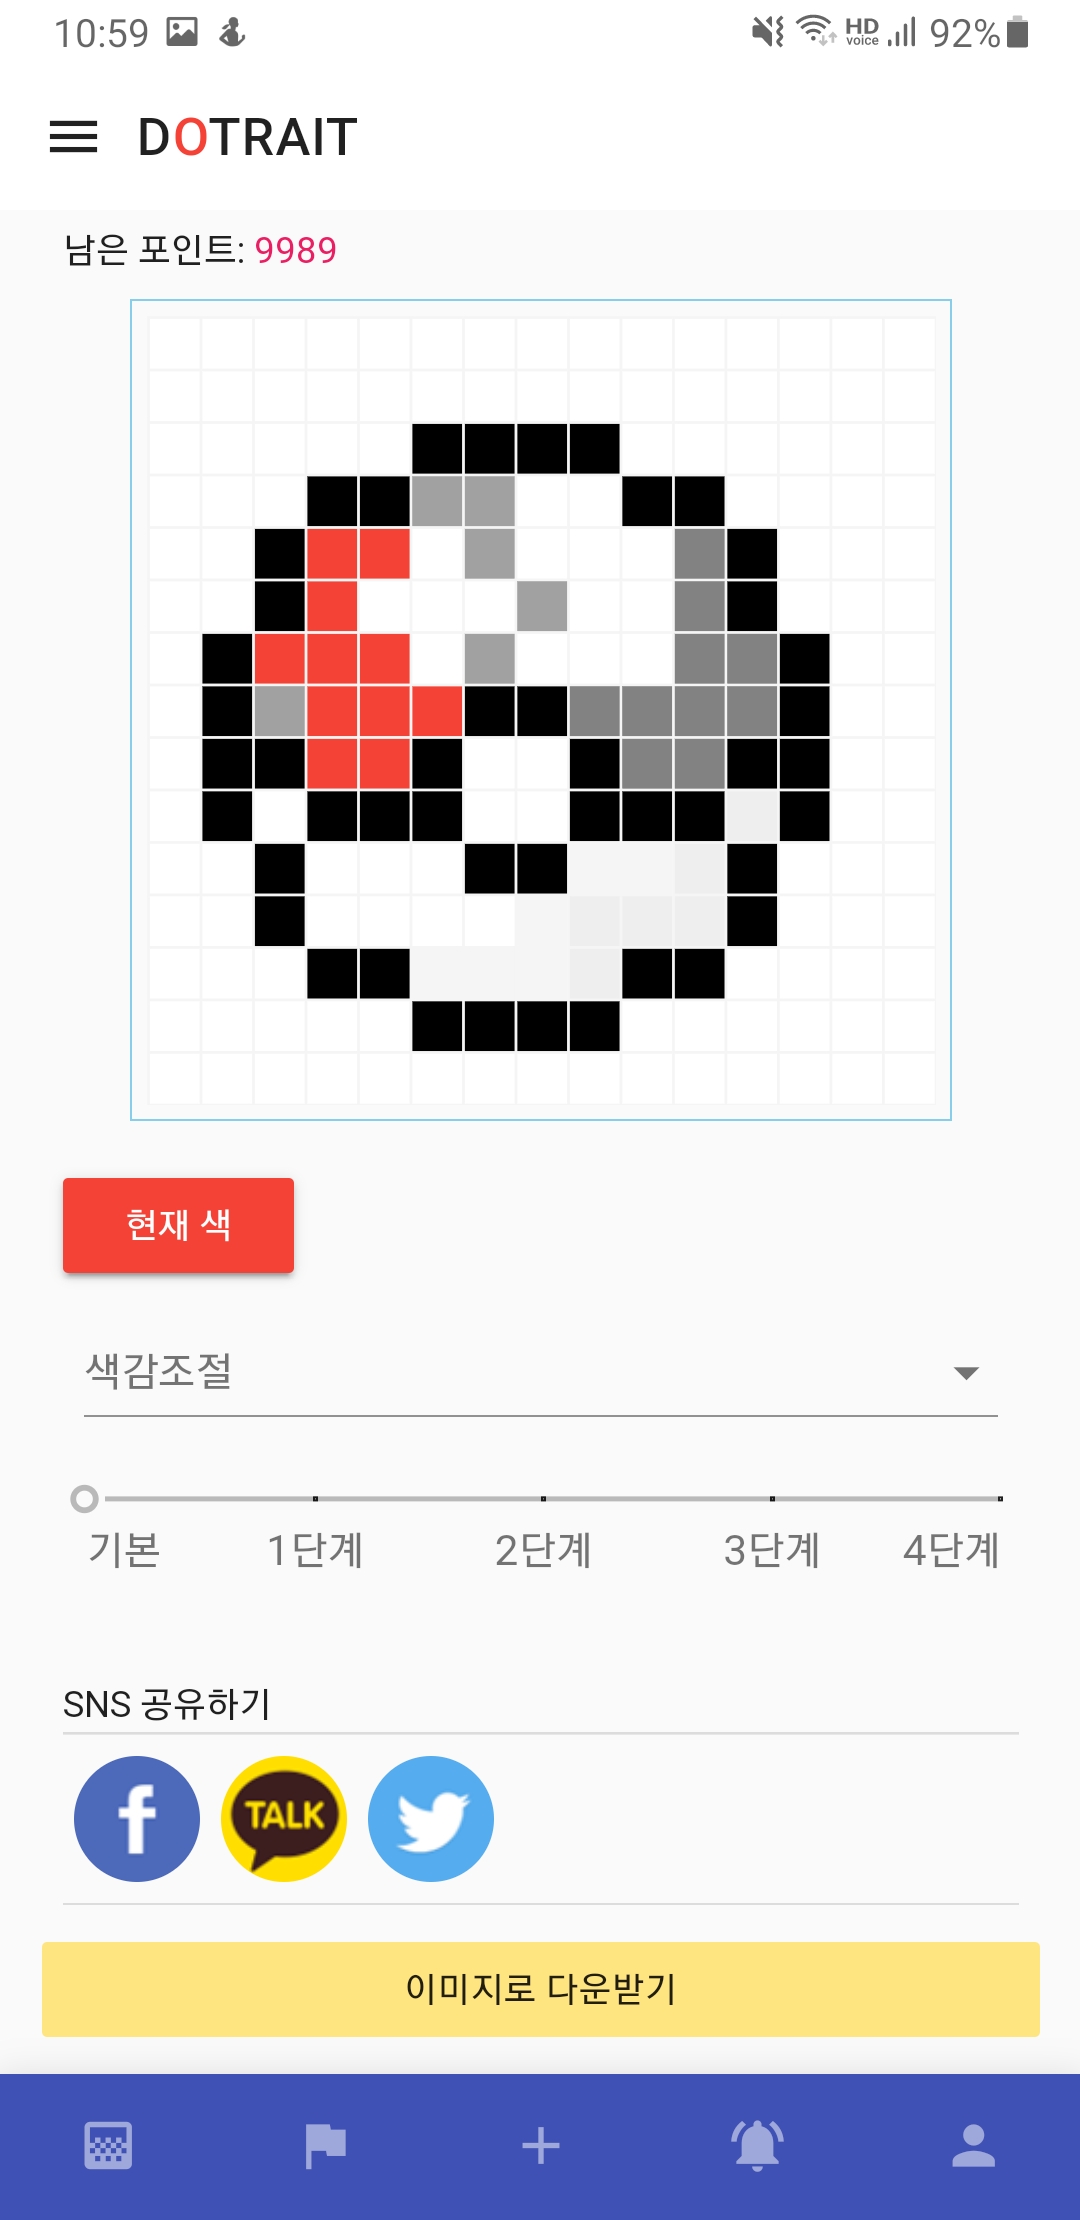 10:59
HD voice
92%
DOTRAIT
남은 포인트: 9989
현재 색
색감조절
기본 1단계 2단계 3단계 4단계
SNS 공유하기
f TALK
이미지로 다운받기